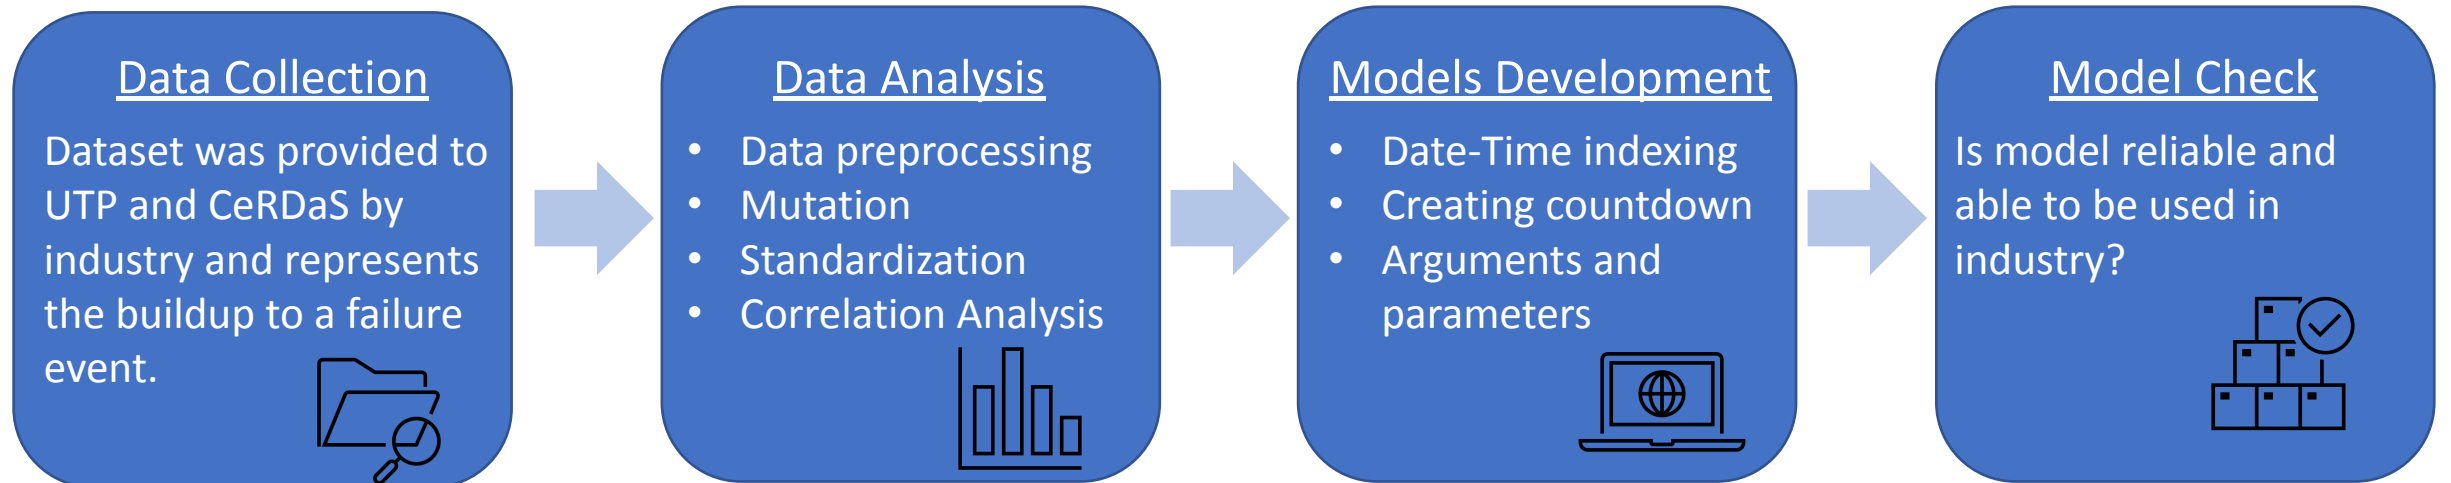 Data Collection
Dataset was provided to
UTP and CeRDaS by
industry and represents
the buildup to a failure
event.
Data Analysis
• Data preprocessing
• Mutation
• Standardization
• Correlation Analysis
Models Development
• Date-Time indexing
• Creating countdown
• Arguments and
parameters
Model Check
Is model reliable and
able to be used in
industry?